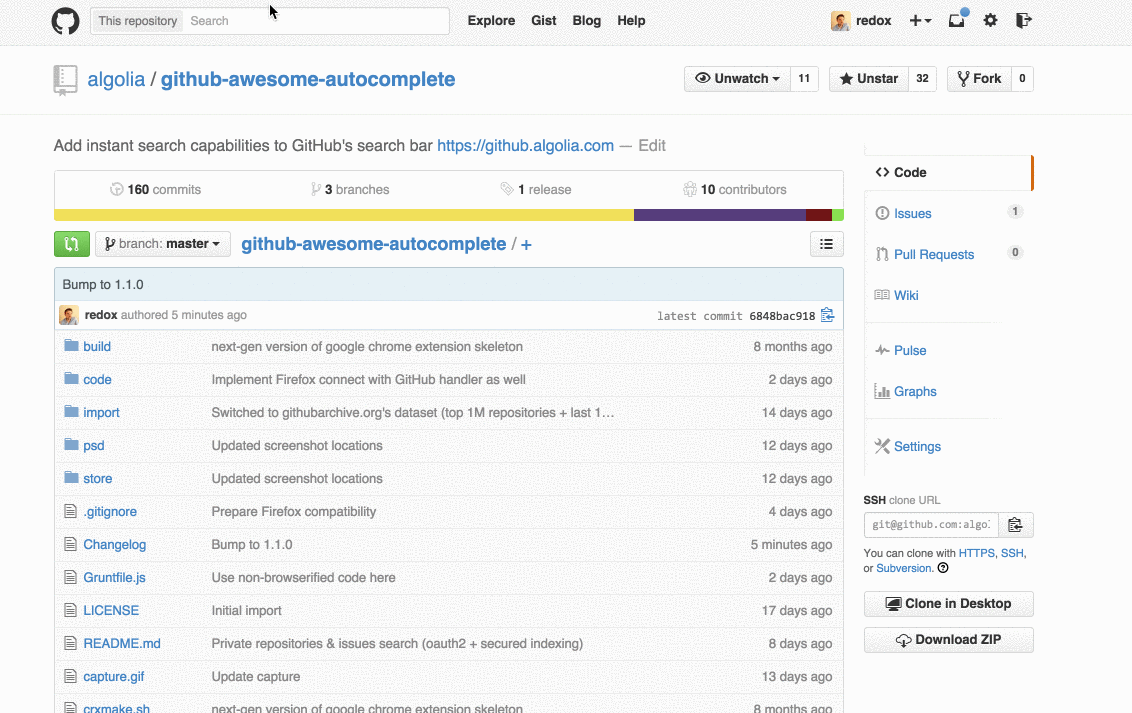 This repository Search Explore Gist Blog Help redox
algolia / github-awesome-autocomplete Unwatch 11 Unstar 32 Fork 0
Add instant search capabilities to GitHub's search bar https://github.algolia.com — Edit
160 commits 3 branches 1 release 10 contributors
branch: master github-awesome-autocomplete / +
Bump to 1.1.0
redox authored 5 minutes ago latest commit 6848bac918
build next-gen version of google chrome extension skeleton 8 months ago
code Implement Firefox connect with GitHub handler as well 2 days ago
import Switched to githubarchive.org's dataset (top 1M repositories + last 1… 14 days ago
psd Updated screenshot locations 12 days ago
store Updated screenshot locations 12 days ago
.gitignore Prepare Firefox compatibility 4 days ago
Changelog Bump to 1.1.0 5 minutes ago
Gruntfile.js Use non-browserified code here 2 days ago
LICENSE Initial import 17 days ago
README.md Private repositories & issues search (oauth2 + secured indexing) 8 days ago
capture.gif Update capture 13 days ago
crxmake.sh next-gen version of google chrome extension skeleton 8 months ago
Code
Issues 1
Pull Requests 0
Wiki
Pulse
Graphs
Settings
SSH clone URL
git@github.com:algo
You can clone with HTTPS, SSH,
or Subversion.
Clone in Desktop
Download ZIP